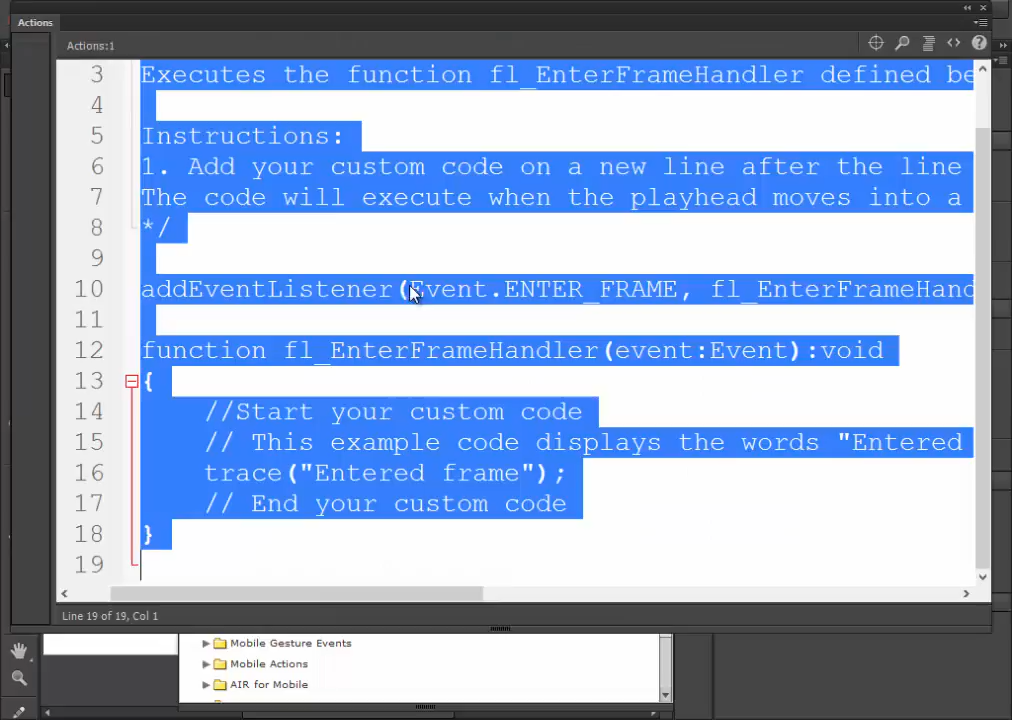 Actions
Actions:1
3 Executes the function fl_EnterFrameHandler defined be
4
5 Instructions:
6 1. Add your custom code on a new line after the line
7 The code will execute when the playhead moves into a
8 */
9
10 addEventListener(Event.ENTER_FRAME, fl_EnterFrameHand
11
12 function fl_EnterFrameHandler(event:Event):void
13 {
14 //Start your custom code
15 // This example code displays the words "Entered
16 trace("Entered frame");
17 // End your custom code
18 }
19
Line 19 of 19, Col 1
Mobile Gesture Events
Mobile Actions
AIR for Mobile